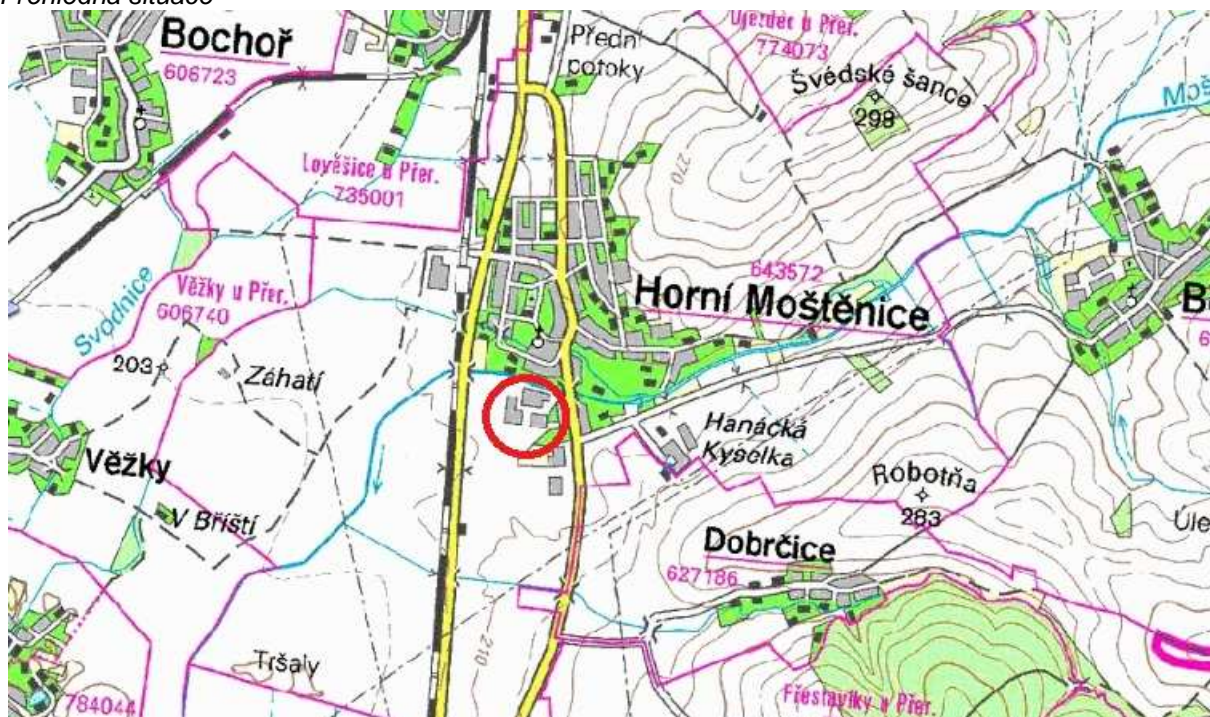 Přehledná situace
Bochoř
606723
Přední
potoky
Újezdec u Přer.
774073
Švédské šance
298
270
Lověšice u Přer.
735001
Svodnice
Věžky u Přer.
606740
203
Záhatí
643572
Horní Moštěnice
Hanácká
Kyselka
Věžky
V Bříští
Robotňa
283
Dobrčice
627186
210
Tršaly
784044
Přestavlky u Přer.